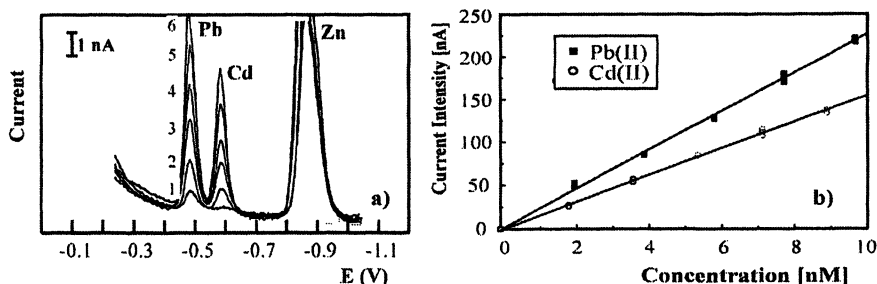 1 nA
Pb
Cd
Zn
6
5
4
3
2
1
a)
Current
-0.1 -0.3 -0.5 -0.7 -0.9 -1.1
E (V)
Current Intensity [nA]
250
200
150
100
50
0
Pb(II)
Cd(II)
b)
0 2 4 6 8 10
Concentration [nM]